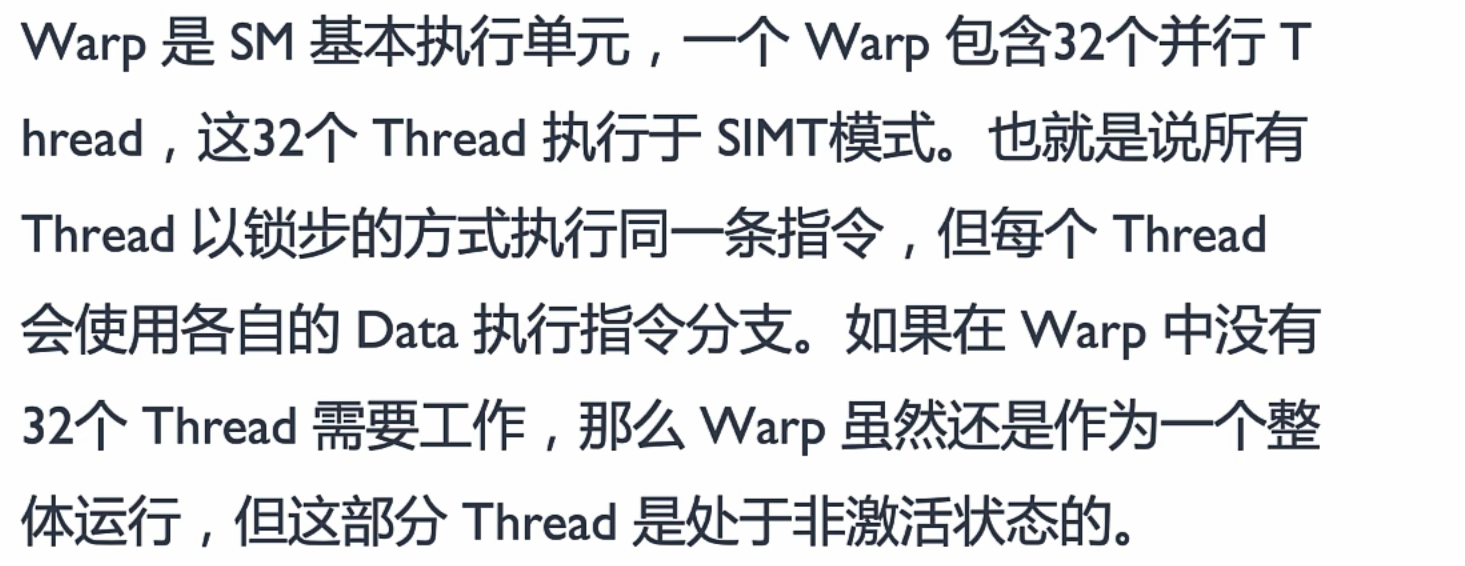 Warp 是 SM 基本执行单元，一个 Warp 包含32个并行 T
hread，这32个 Thread 执行于 SIMT模式。也就是说所有
Thread 以锁步的方式执行同一条指令，但每个 Thread
会使用各自的 Data 执行指令分支。如果在 Warp 中没有
32个 Thread 需要工作，那么 Warp 虽然还是作为一个整
体运行，但这部分 Thread 是处于非激活状态的。